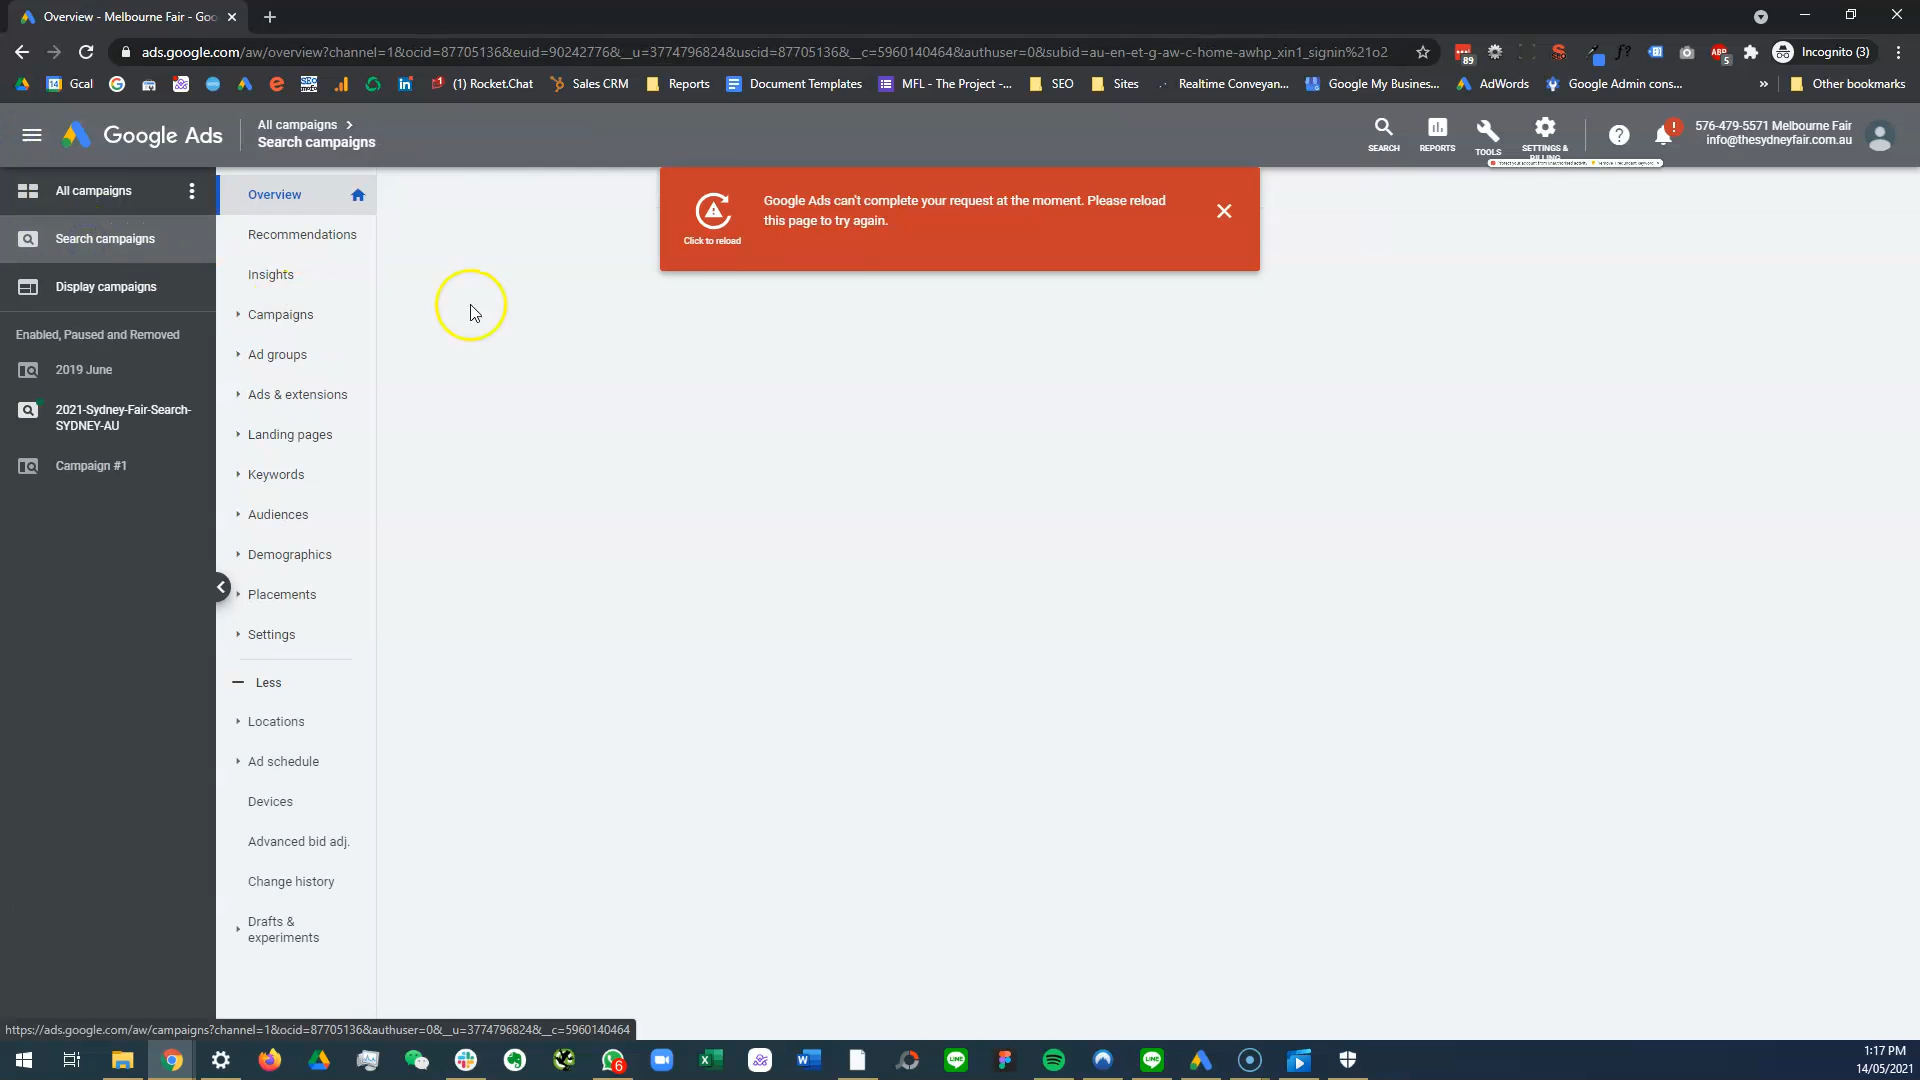 Overview - Melbourne Fair - Goo
ads.google.com/aw/overview?channel=1&ocid=87705136&euid=90242776&__u=3774796824&uscid=87705136&__c=5960140464&authuser=0&subid=au-en-et-g-aw-c-home-awhp_xin1_signin%21o2
89
5
Incognito (3)
14 Gcal
(1) Rocket.Chat
Sales CRM
Reports
Document Templates
MFL - The Project -...
SEO
Sites
Realtime Conveyan...
Google My Business...
AdWords
Google Admin cons...
»
Other bookmarks
Google Ads
All campaigns >
Search campaigns
SEARCH
REPORTS
TOOLS
SETTINGS &
BILLING
576-479-5571 Melbourne Fair
info@thesydneyfair.com.au
All campaigns
Search campaigns
Display campaigns
Enabled, Paused and Removed
2019 June
2021-Sydney-Fair-Search-
SYDNEY-AU
Campaign #1
Overview
Recommendations
Insights
Campaigns
Ad groups
Ads & extensions
Landing pages
Keywords
Audiences
Demographics
Placements
Settings
Less
Locations
Ad schedule
Devices
Advanced bid adj.
Change history
Drafts &
experiments
Click to reload
Google Ads can't complete your request at the moment. Please reload
this page to try again.
https://ads.google.com/aw/campaigns?channel=1&ocid=87705136&authuser=0&__u=3774796824&__c=5960140464
6
1:17 PM
14/05/2021